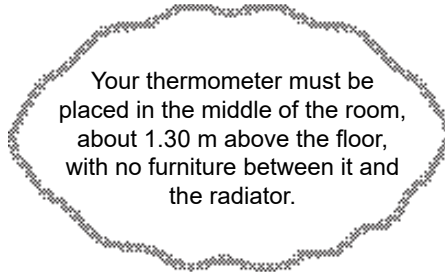 Your thermometer must be
placed in the middle of the room,
about 1.30 m above the floor,
with no furniture between it and
the radiator.